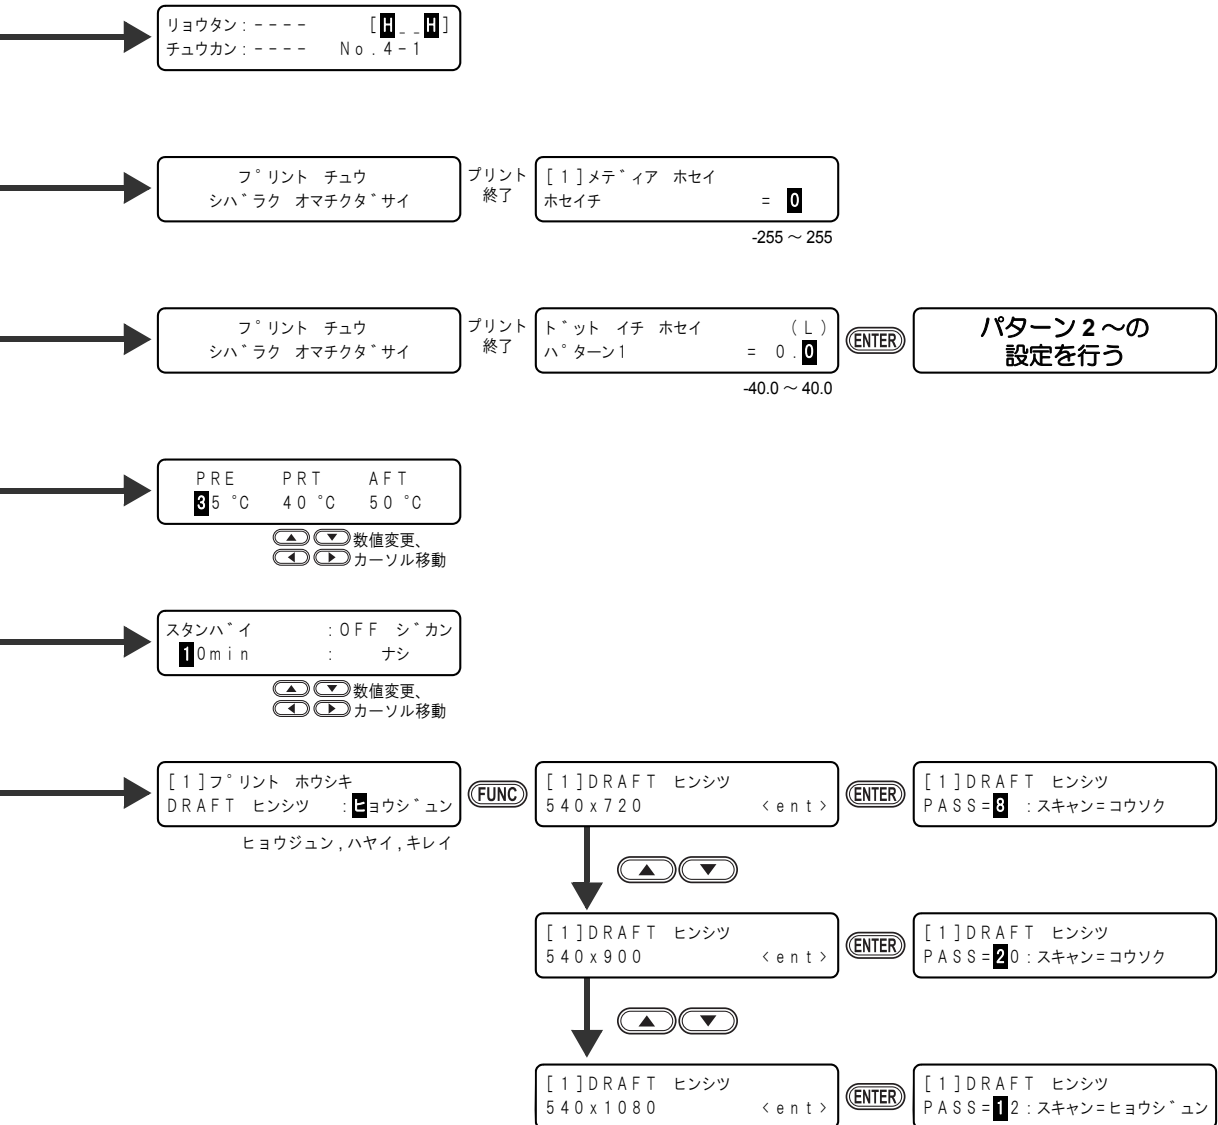 リョウタン:---- [H__H]
チュウカン:---- No.4-1
フ゜リント チュウ
シハ゛ラク オマチクタ゛サイ
プリント
終了
[1]メテ゛ィア ホセイ
ホセイチ = 0
-255 ～ 255
フ゜リント チュウ
シハ゛ラク オマチクタ゛サイ
プリント
終了
ト゛ット イチ ホセイ (L)
ハ゜ターン1 = 0.0
-40.0 ～ 40.0
ENTER
パターン 2 ～の
設定を行う
PRE PRT AFT
35°C 40°C 50°C
数値変更、
カーソル移動
スタンハ゛イ :OFF シ゛カン
10min : ナシ
数値変更、
カーソル移動
[1]フ゜リント ホウシキ
DRAFT ヒンシツ :ヒョウシ゛ュン
ヒョウジュン,ハヤイ,キレイ
FUNC
[1]DRAFT ヒンシツ
540x720 <ent>
ENTER
[1]DRAFT ヒンシツ
PASS=8 :スキャン=コウソク
[1]DRAFT ヒンシツ
540x900 <ent>
ENTER
[1]DRAFT ヒンシツ
PASS=20:スキャン=コウソク
[1]DRAFT ヒンシツ
540x1080 <ent>
ENTER
[1]DRAFT ヒンシツ
PASS=12:スキャン=ヒョウシ゛ュン